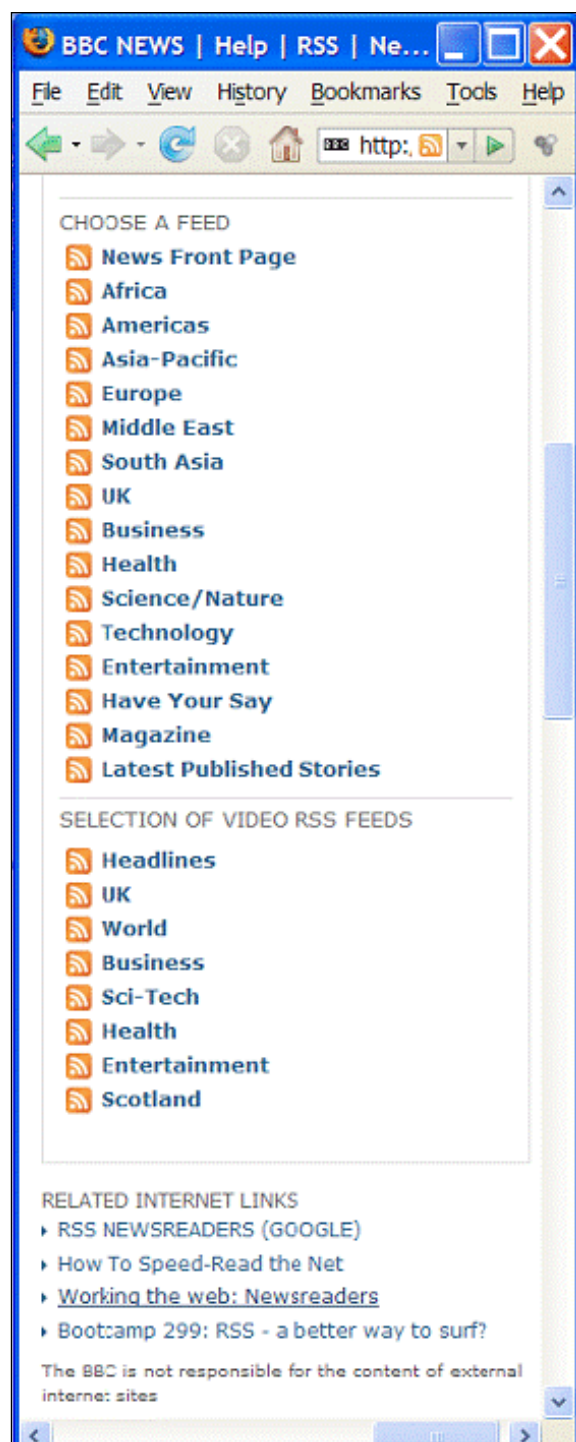 BBC NEWS | Help | RSS | Ne...
File Edit View History Bookmarks Tools Help
BBC http:
CHOOSE A FEED
News Front Page
Africa
Americas
Asia-Pacific
Europe
Middle East
South Asia
UK
Business
Health
Science/Nature
Technology
Entertainment
Have Your Say
Magazine
Latest Published Stories
SELECTION OF VIDEO RSS FEEDS
Headlines
UK
World
Business
Sci-Tech
Health
Entertainment
Scotland
RELATED INTERNET LINKS
RSS NEWSREADERS (GOOGLE)
How To Speed-Read the Net
Working the web: Newsreaders
Bootcamp 299: RSS - a better way to surf?
The BBC is not responsible for the content of external
internet sites